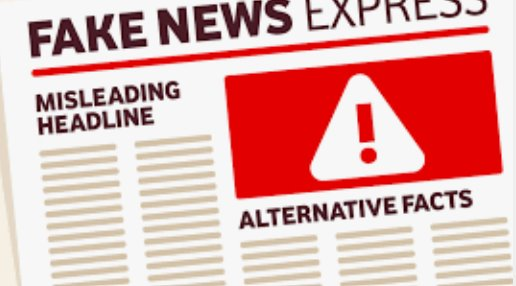 FAKE NEWS EXPRESS
MISLEADING
HEADLINE
!
ALTERNATIVE FACTS